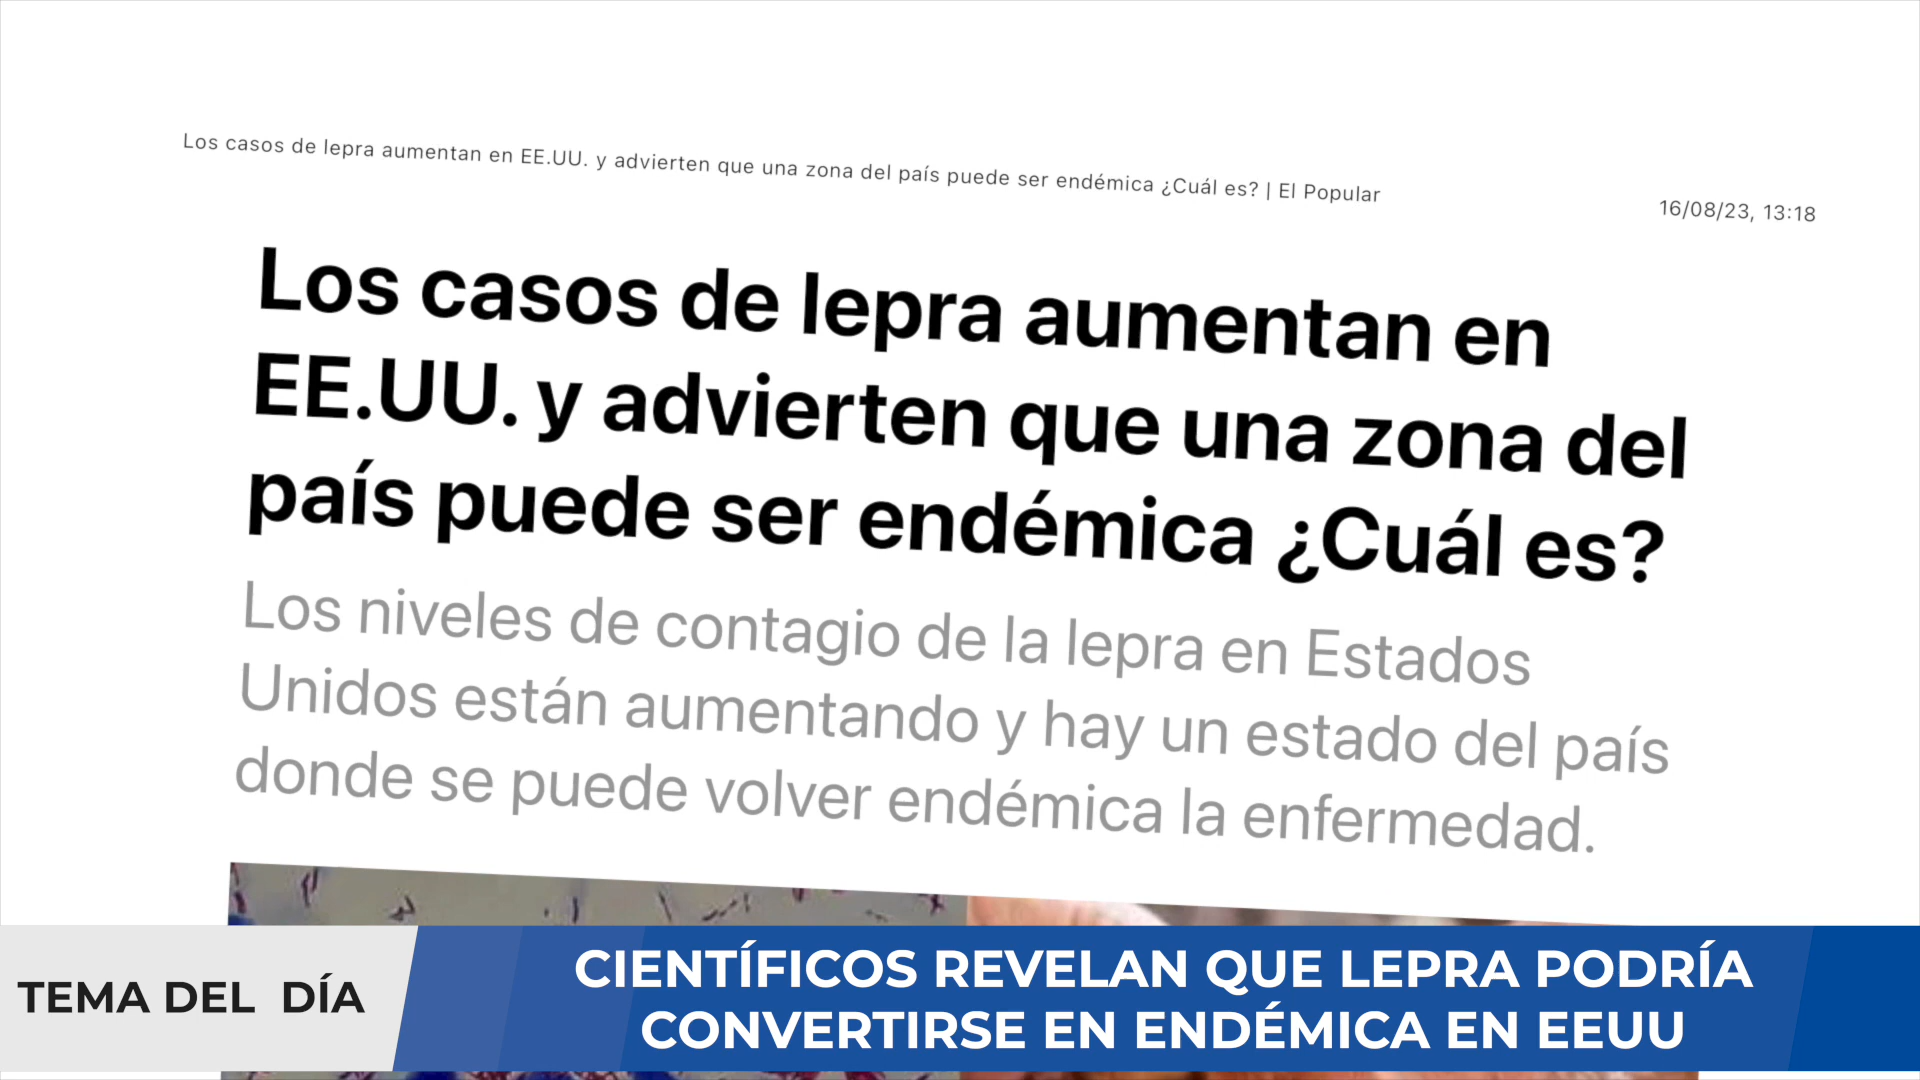 Los casos de lepra aumentan en EE.UU. y advierten que una zona del país puede ser endémica ¿Cuál es? | El Popular
16/08/23, 13:18
Los casos de lepra aumentan en
EE.UU. y advierten que una zona del
país puede ser endémica ¿Cuál es?
Los niveles de contagio de la lepra en Estados
Unidos están aumentando y hay un estado del país
donde se puede volver endémica la enfermedad.
TEMA DEL DÍA
CIENTÍFICOS REVELAN QUE LEPRA PODRÍA
CONVERTIRSE EN ENDÉMICA EN EEUU